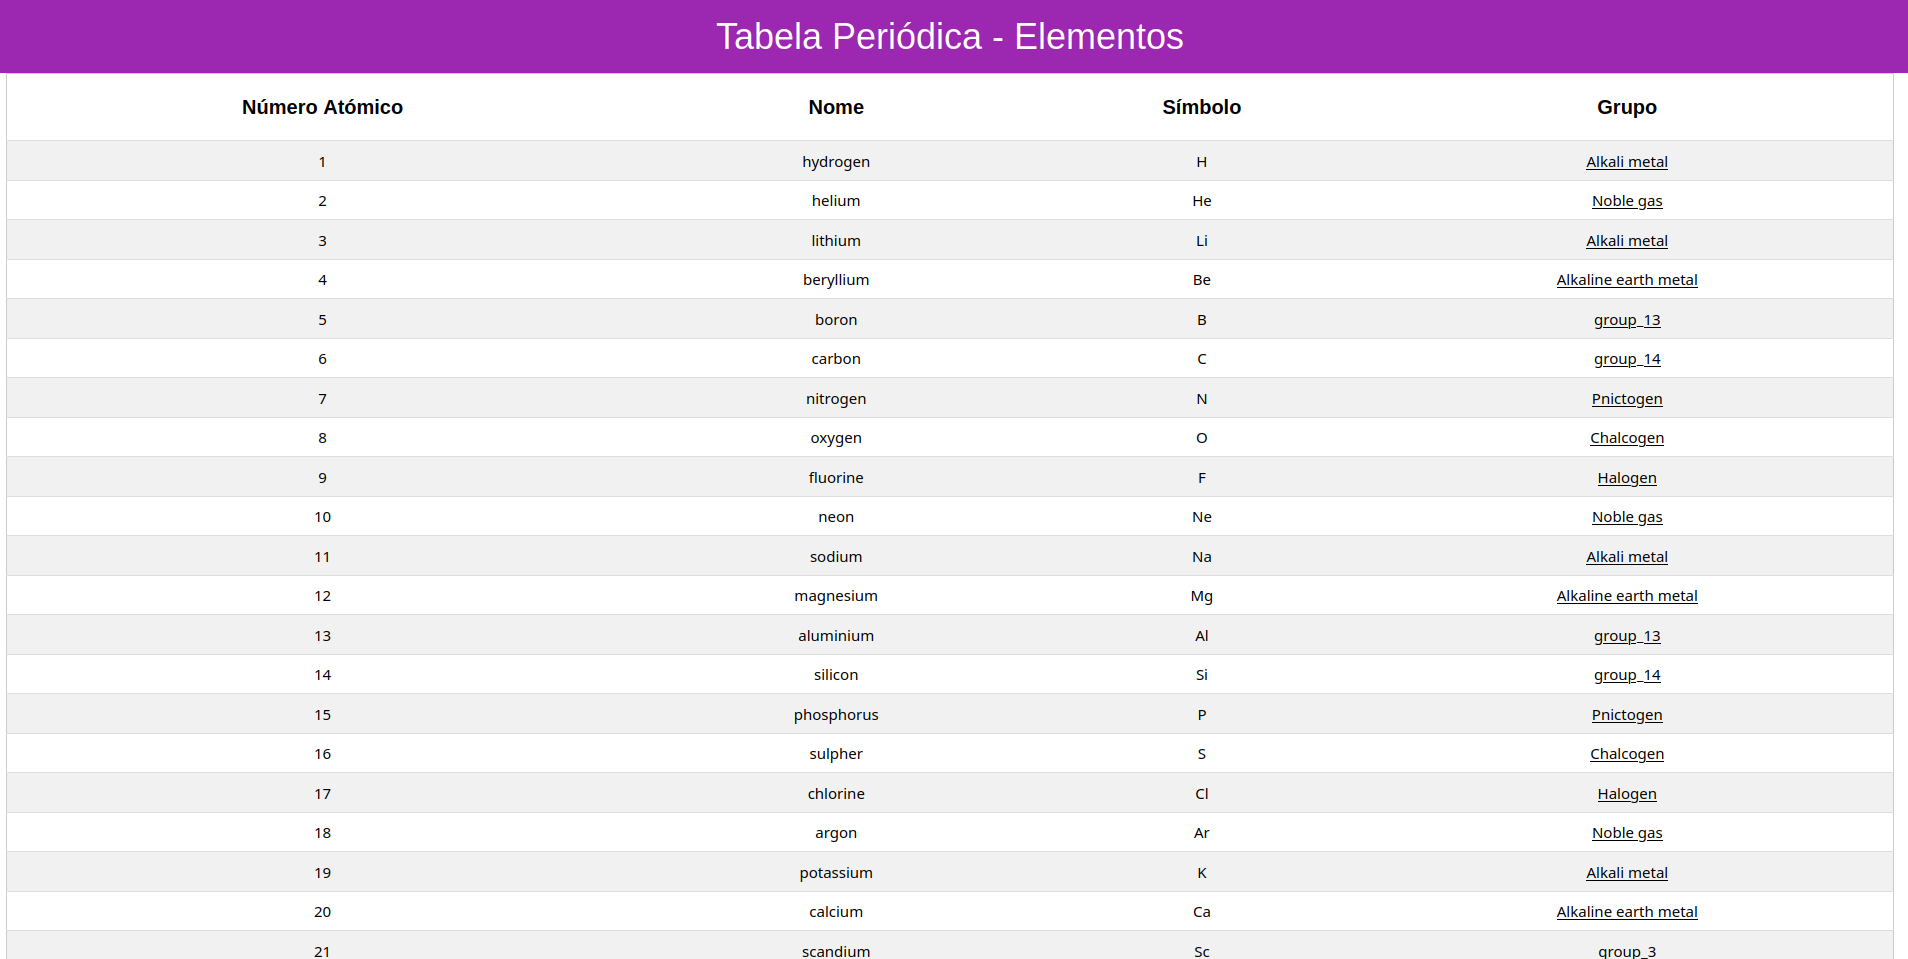 Tabela Periódica - Elementos
Número Atómico Nome Símbolo Grupo
1 hydrogen H Alkali metal
2 helium He Noble gas
3 lithium Li Alkali metal
4 beryllium Be Alkaline earth metal
5 boron B group_13
6 carbon C group_14
7 nitrogen N Pnictogen
8 oxygen O Chalcogen
9 fluorine F Halogen
10 neon Ne Noble gas
11 sodium Na Alkali metal
12 magnesium Mg Alkaline earth metal
13 aluminium Al group_13
14 silicon Si group_14
15 phosphorus P Pnictogen
16 sulpher S Chalcogen
17 chlorine Cl Halogen
18 argon Ar Noble gas
19 potassium K Alkali metal
20 calcium Ca Alkaline earth metal
21 scandium Sc group_3